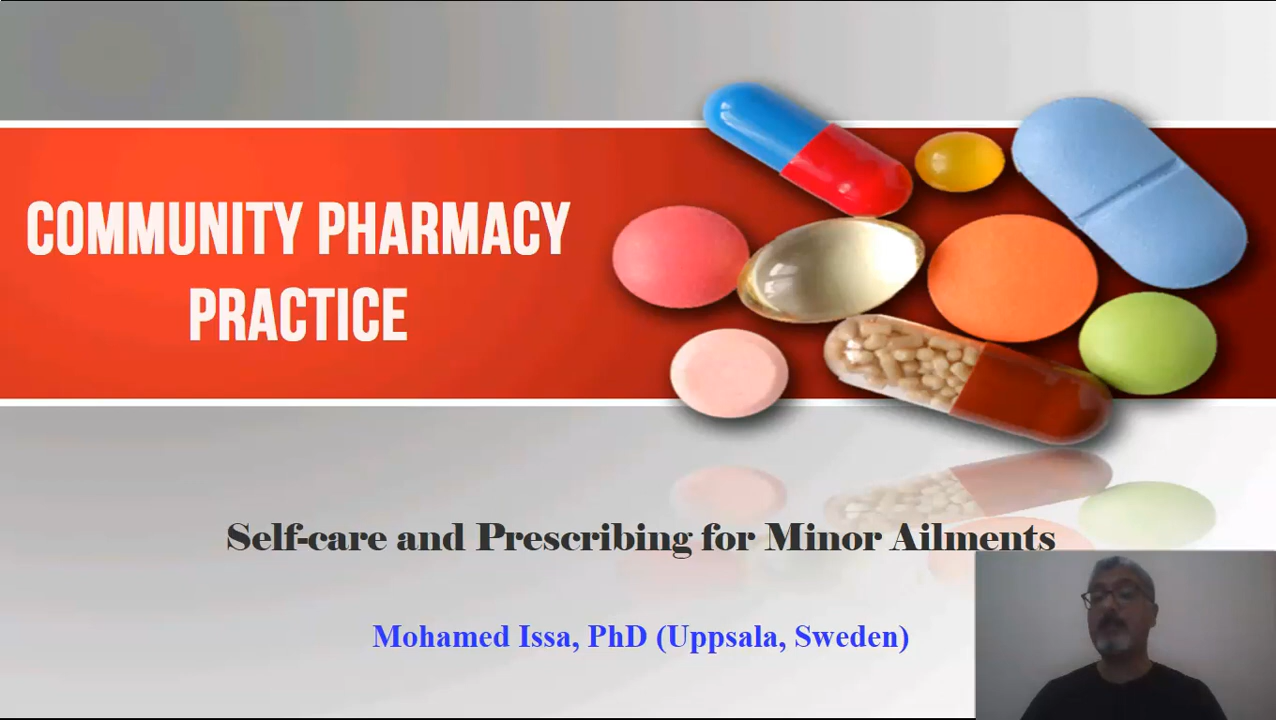 COMMUNITY PHARMACY
PRACTICE
Self-care and Prescribing for Minor Ailments
Mohamed Issa, PhD (Uppsala, Sweden)